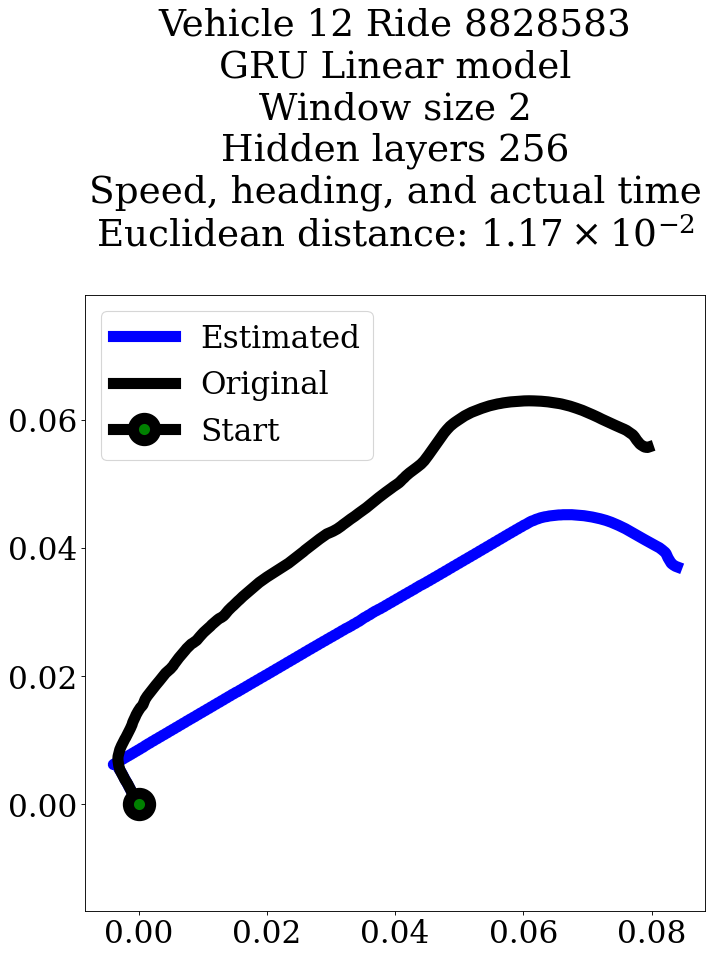 Vehicle 12 Ride 8828583
GRU Linear model
Window size 2
Hidden layers 256
Speed, heading, and actual time
Euclidean distance: 1.17 × 10⁻²
Estimated
Original
Start
0.06
0.04
0.02
0.00
0.00 0.02 0.04 0.06 0.08